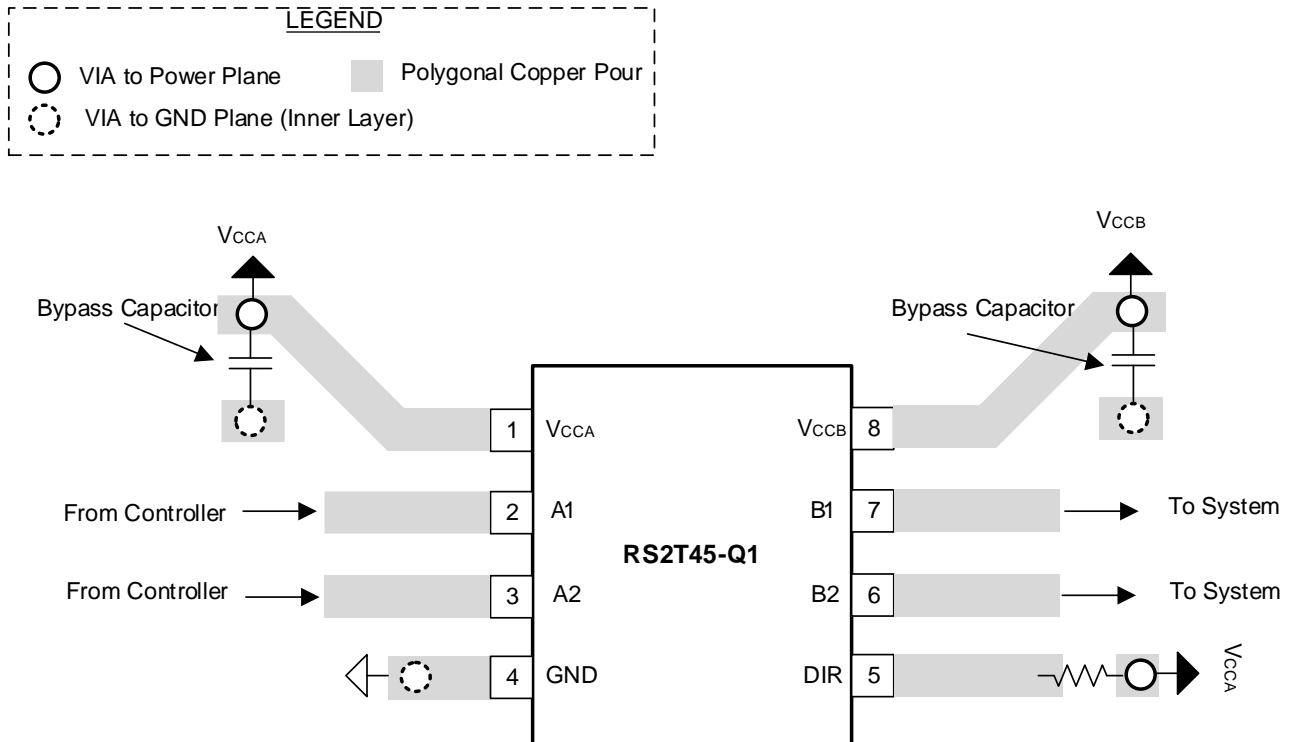 LEGEND
VIA to Power Plane
Polygonal Copper Pour
VIA to GND Plane (Inner Layer)
VCCA
VCCB
Bypass Capacitor
Bypass Capacitor
1 VCCA
VCCB 8
From Controller
2 A1
B1 7
To System
RS2T45-Q1
From Controller
3 A2
B2 6
To System
4 GND
DIR 5
VCCA